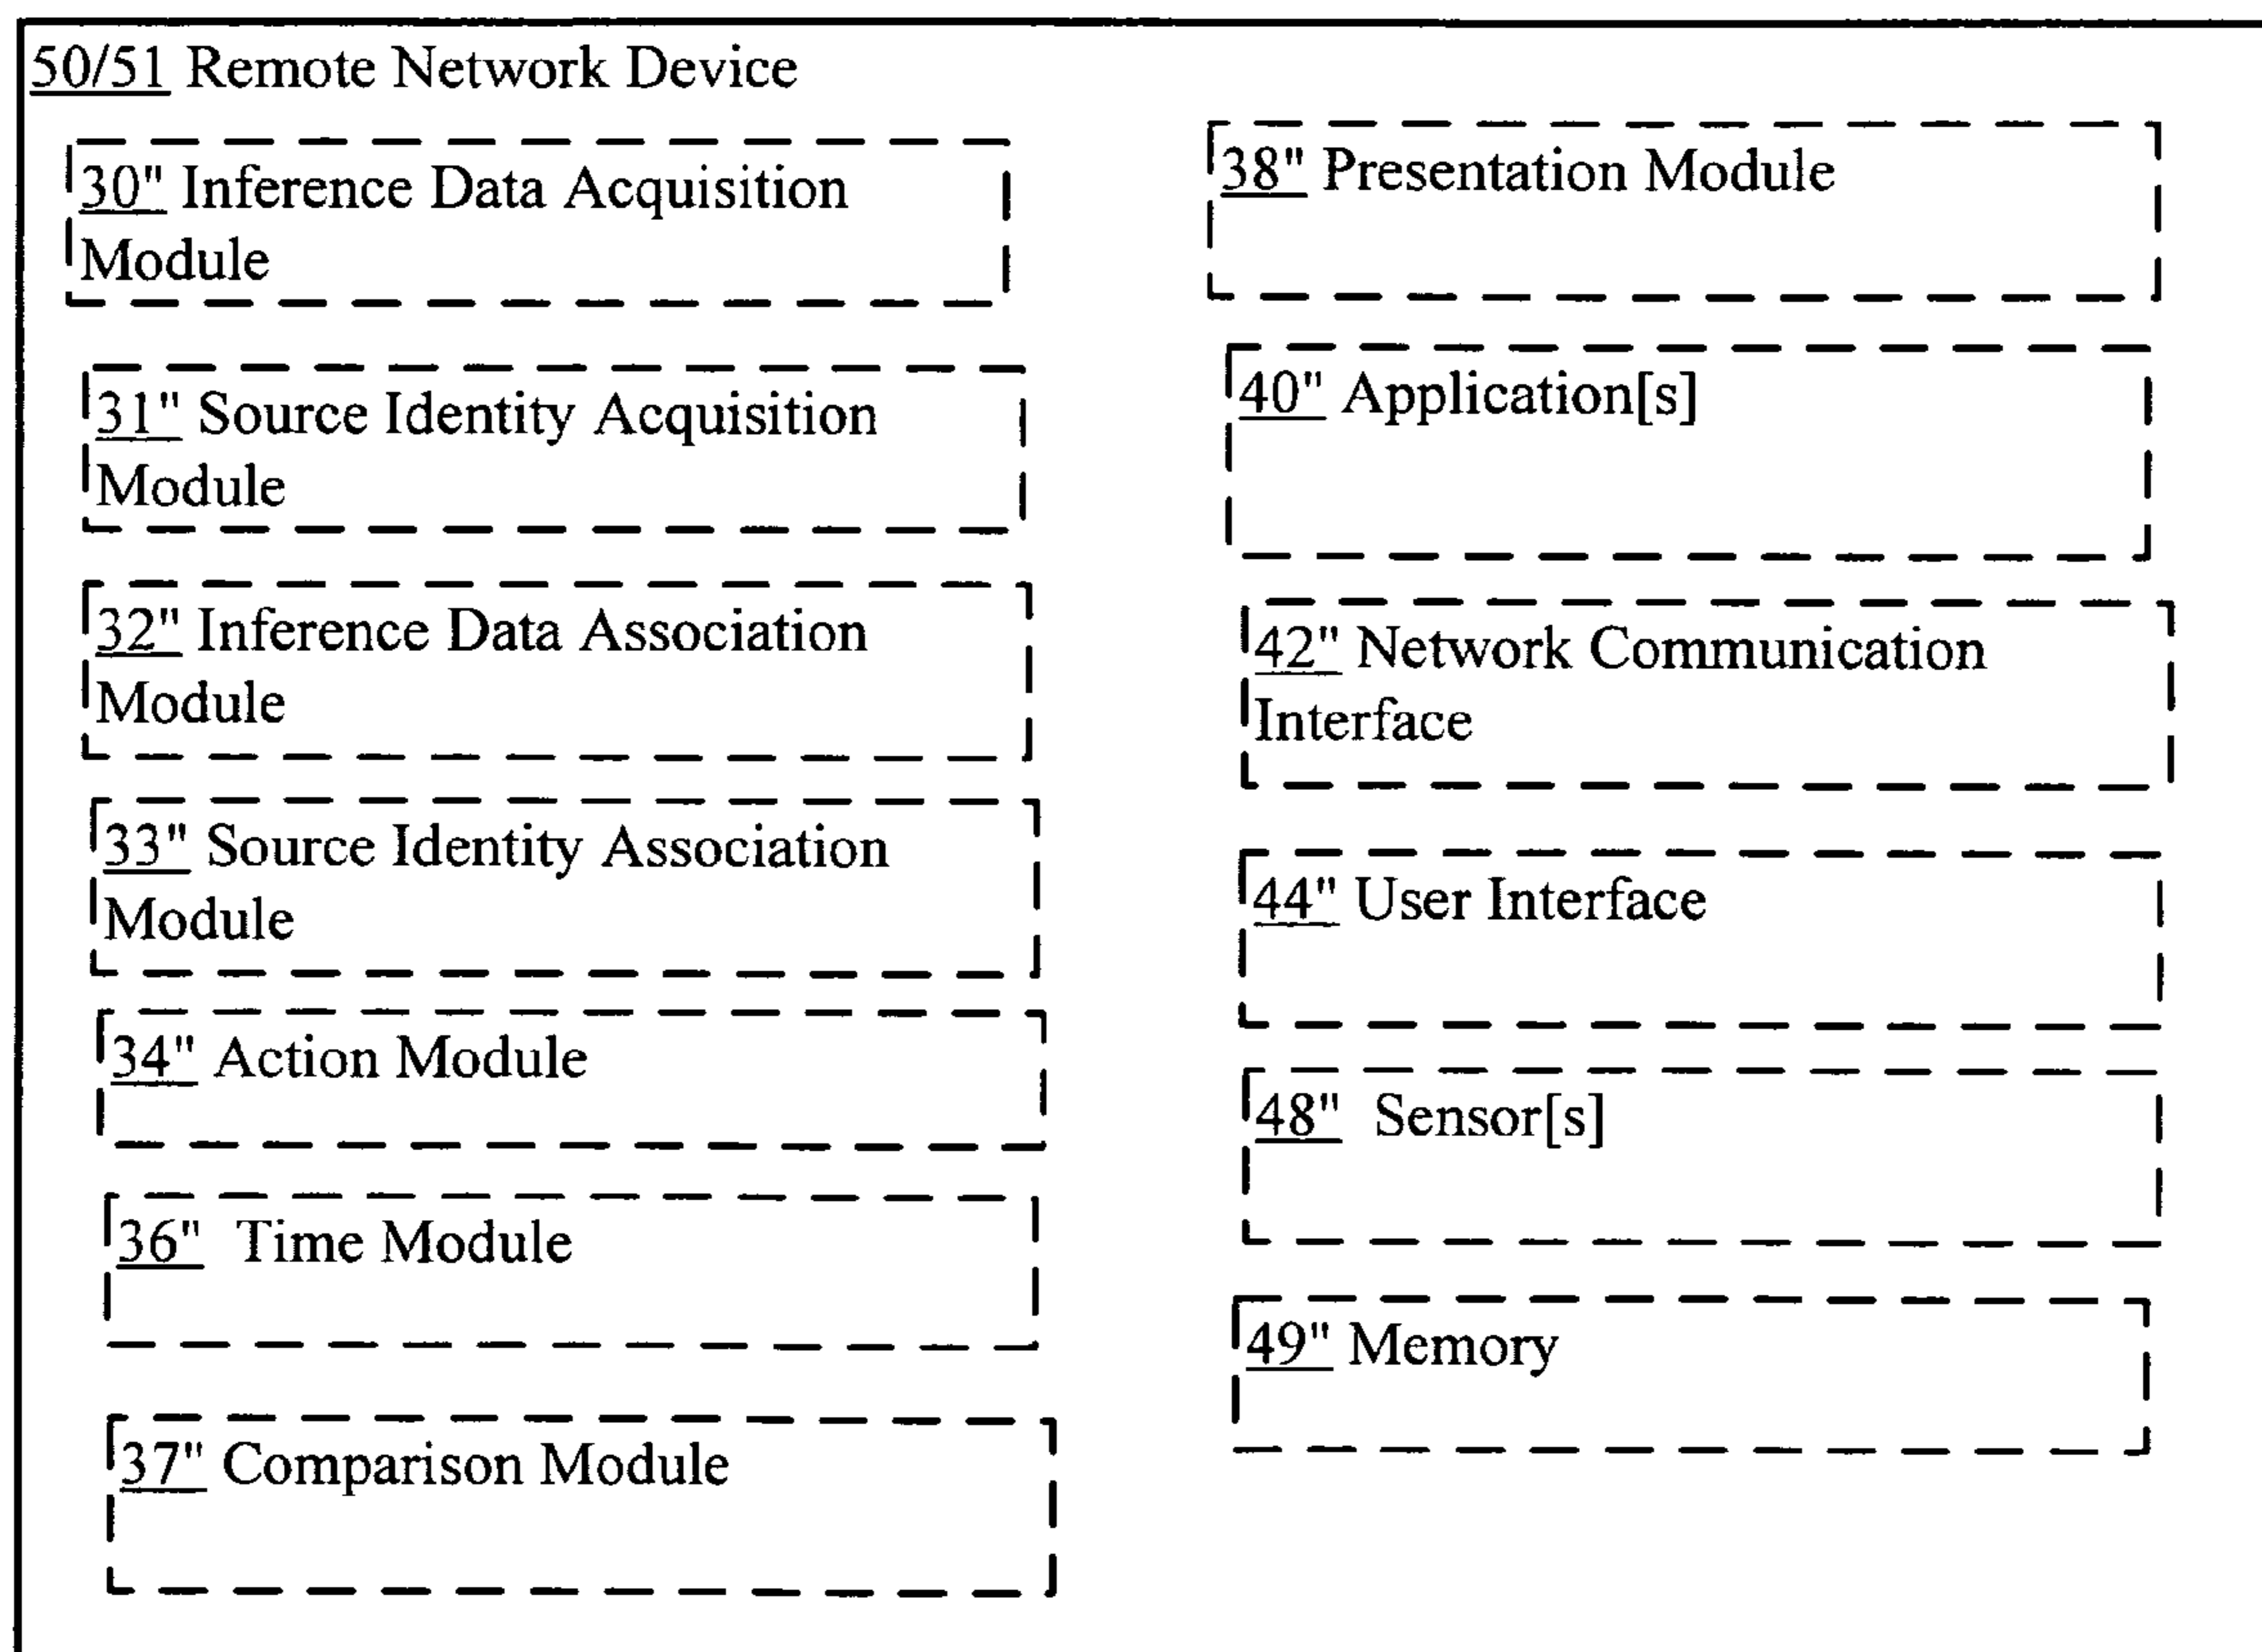 50/51 Remote Network Device
30" Inference Data Acquisition
Module
31" Source Identity Acquisition
Module
32" Inference Data Association
Module
33" Source Identity Association
Module
34" Action Module
36" Time Module
37" Comparison Module
38" Presentation Module
40" Application[s]
42" Network Communication
Interface
44" User Interface
48" Sensor[s]
49" Memory